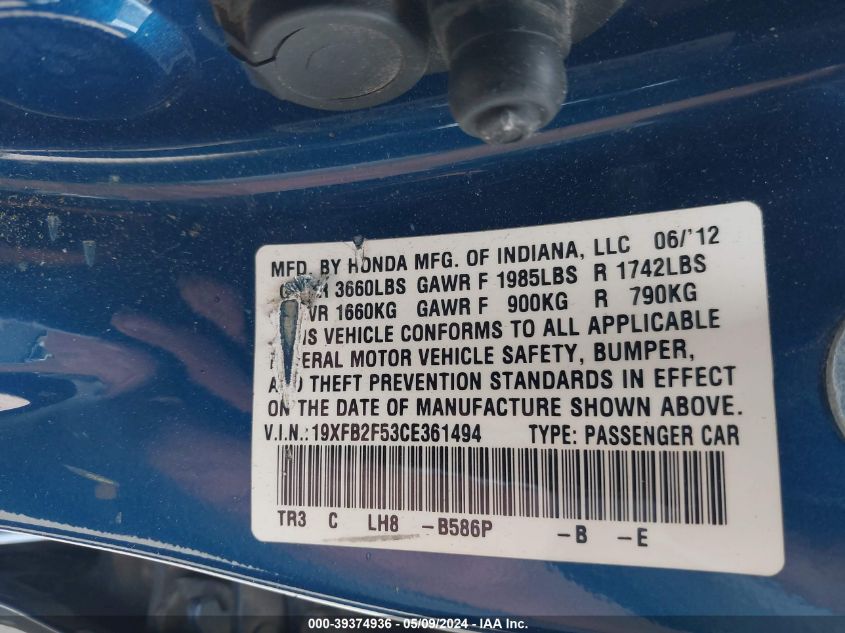 MFD. BY HONDA MFG. OF INDIANA, LLC 06/'12
3660LBS GAWR F 1985LBS R 1742LBS
1660KG GAWR F 900KG R 790KG
VEHICLE CONFORMS TO ALL APPLICABLE
MOTOR VEHICLE SAFETY, BUMPER,
THEFT PREVENTION STANDARDS IN EFFECT
ON THE DATE OF MANUFACTURE SHOWN ABOVE.
V.I.N.: 19XFB2F53CE361494 TYPE: PASSENGER CAR
TR3 C LH8 -B586P -B -E
000-39374936 - 05/09/2024 - IAA Inc.